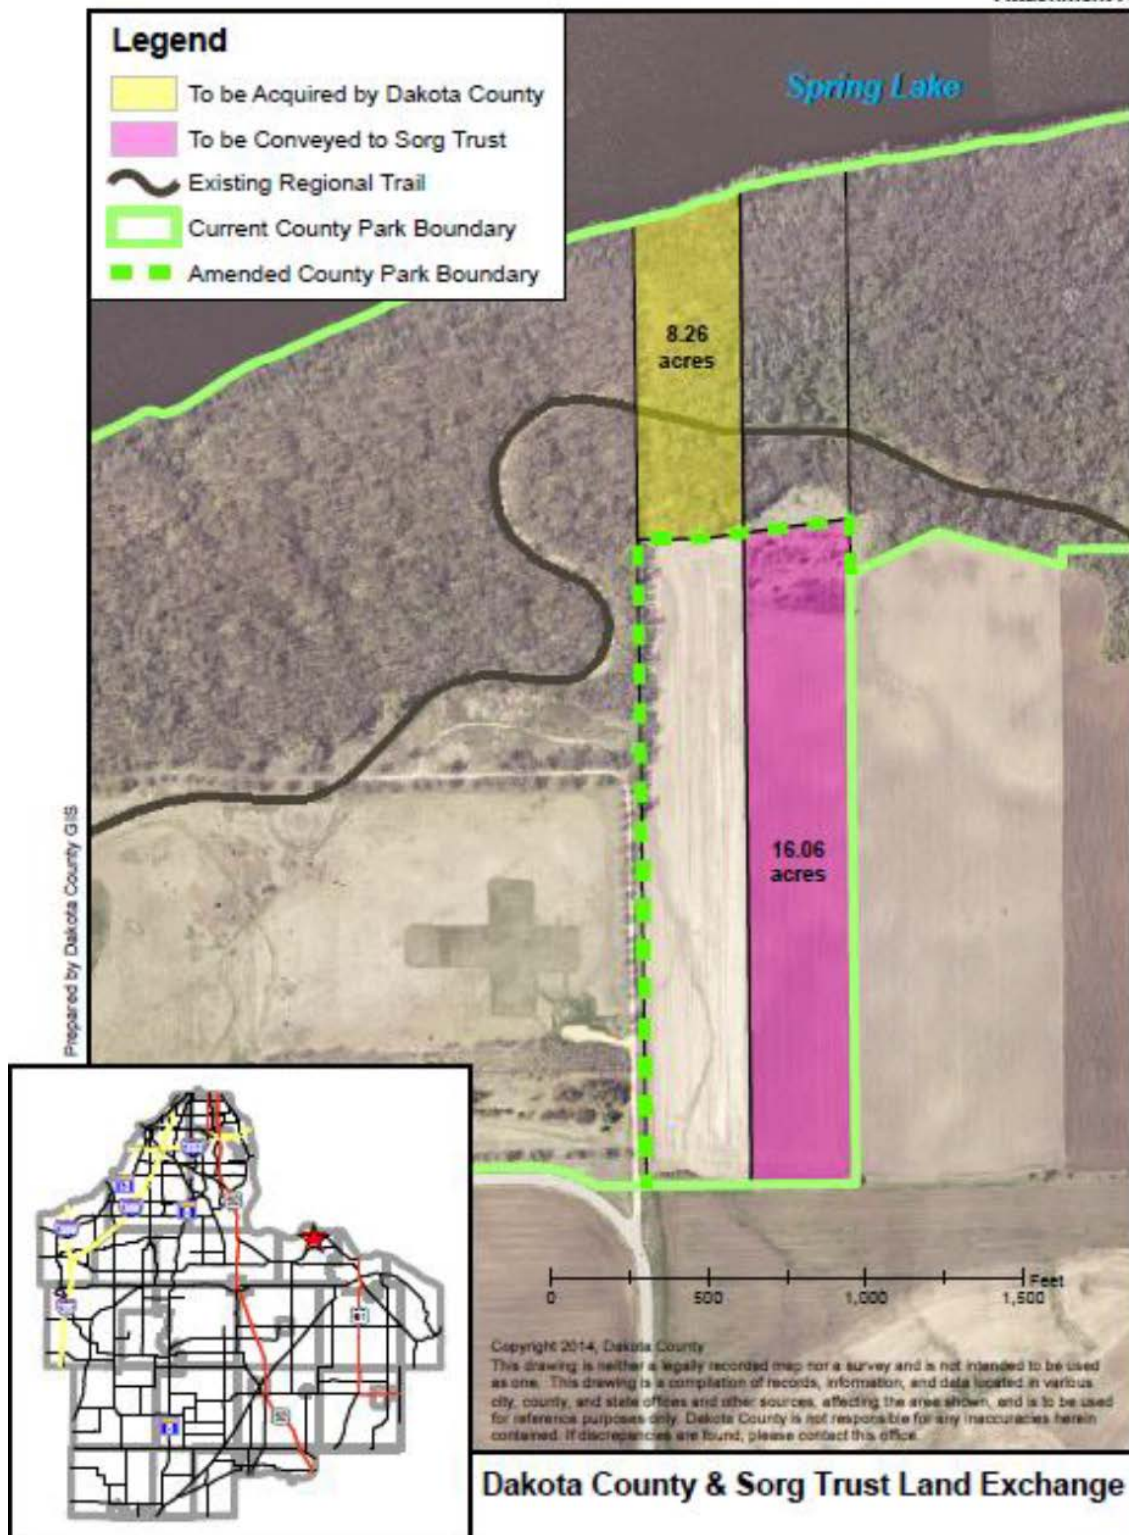 Legend
To be Acquired by Dakota County
To be Conveyed to Sorg Trust
Existing Regional Trail
Current County Park Boundary
Amended County Park Boundary
Spring Lake
8.26
acres
16.06
acres
Prepared by Dakota County GIS
Feet
0 500 1,000 1,500
Copyright 2014, Dakota County
This drawing is neither a legally recorded map nor a survey and is not intended to be used
as one. This drawing is a compilation of records, information, and data located in various
city, county, and state offices and other sources, affecting the area shown, and is to be used
for reference purposes only. Dakota County is not responsible for any inaccuracies herein
contained. If discrepancies are found, please contact this office.
Dakota County & Sorg Trust Land Exchange